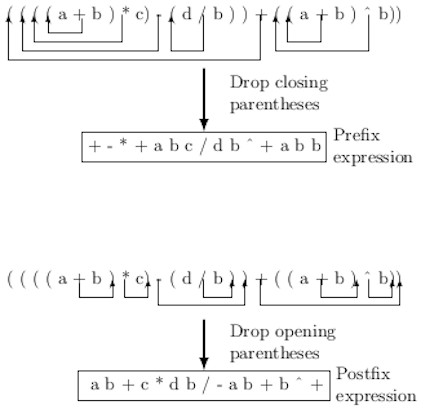 ( ( ( ( a + b ) * c) - ( d / b ) ) + ( ( a + b ) ^ b))
Drop closing
parentheses
+ - * + a b c / d b ^ + a b b
Prefix
expression
( ( ( ( a + b ) * c) - ( d / b ) ) + ( ( a + b ) ^ b))
Drop opening
parentheses
a b + c * d b / - a b + b ^ +
Postfix
expression